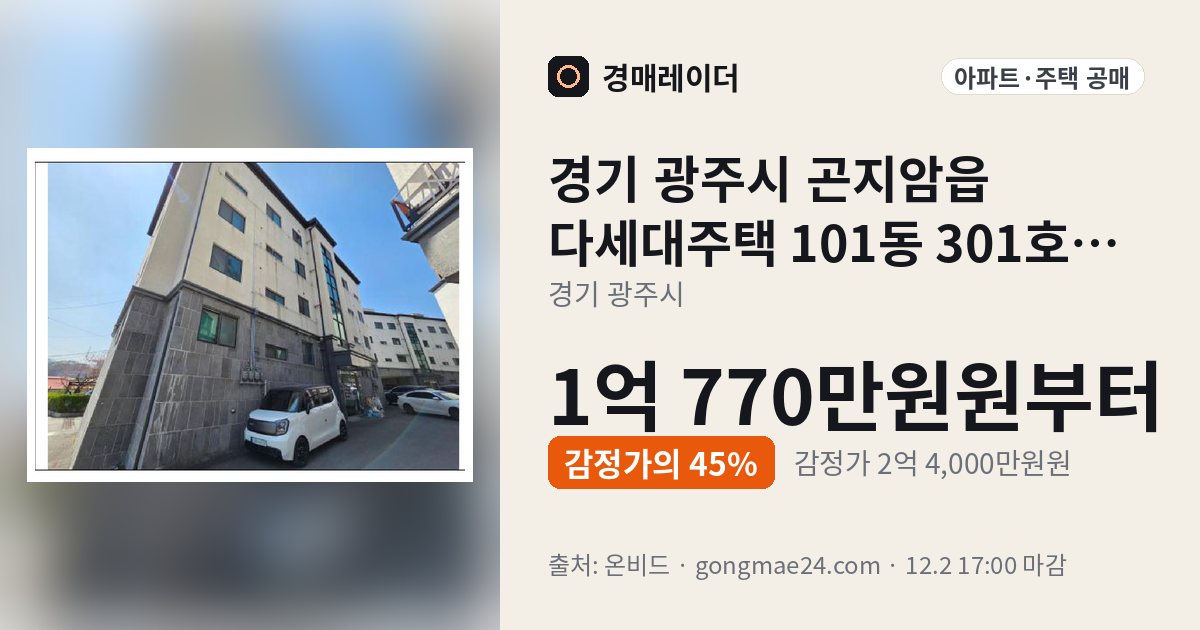 경매레이더
아파트·주택 공매
경기 광주시 곤지암읍
다세대주택 101동 301호…
경기 광주시
1억 770만원원부터
감정가의 45%
감정가 2억 4,000만원원
출처: 온비드 · gongmae24.com · 12.2 17:00 마감